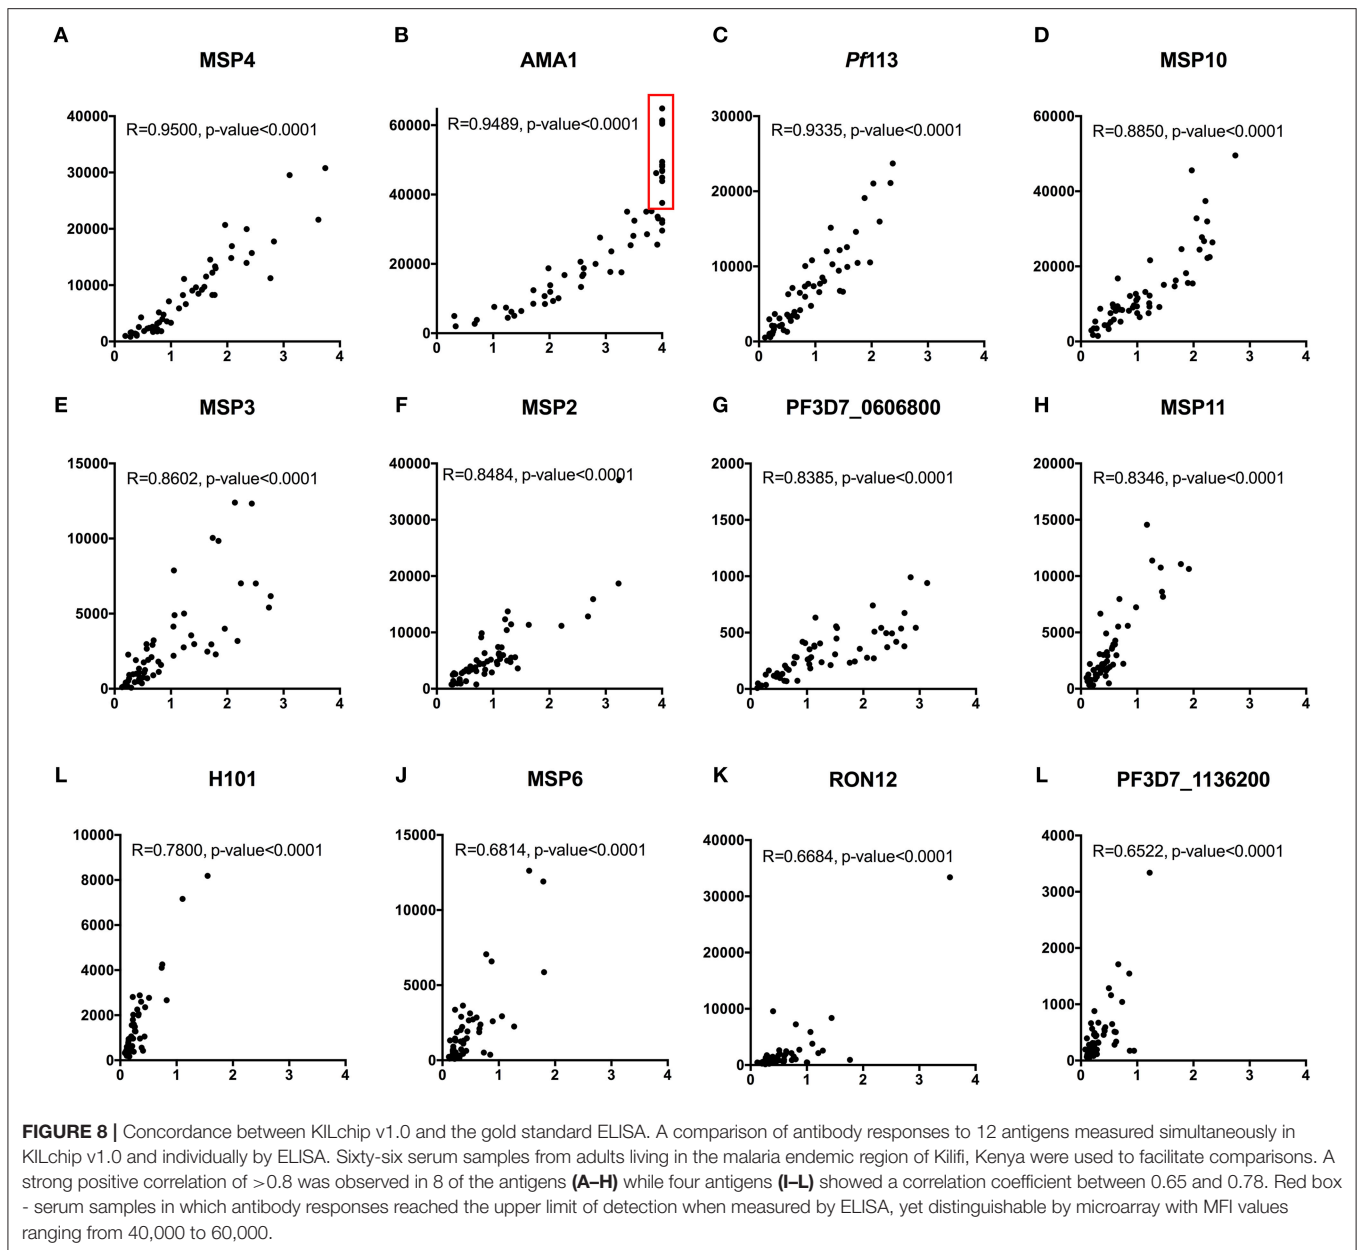 A
MSP4
40000
30000
20000
10000
0
R=0.9500, p-value<0.0001
0 1 2 3 4
B
AMA1
60000
40000
20000
0
R=0.9489, p-value<0.0001
0 1 2 3 4
C
Pf113
30000
20000
10000
0
R=0.9335, p-value<0.0001
0 1 2 3 4
D
MSP10
60000
40000
20000
0
R=0.8850, p-value<0.0001
0 1 2 3 4
E
MSP3
15000
10000
5000
0
R=0.8602, p-value<0.0001
0 1 2 3 4
F
MSP2
40000
30000
20000
10000
0
R=0.8484, p-value<0.0001
0 1 2 3 4
G
PF3D7_0606800
2000
1500
1000
500
0
R=0.8385, p-value<0.0001
0 1 2 3 4
H
MSP11
20000
15000
10000
5000
0
R=0.8346, p-value<0.0001
0 1 2 3 4
L
H101
10000
8000
6000
4000
2000
0
R=0.7800, p-value<0.0001
0 1 2 3 4
J
MSP6
15000
10000
5000
0
R=0.6814, p-value<0.0001
0 1 2 3 4
K
RON12
40000
30000
20000
10000
0
R=0.6684, p-value<0.0001
0 1 2 3 4
L
PF3D7_1136200
4000
3000
2000
1000
0
R=0.6522, p-value<0.0001
0 1 2 3 4
FIGURE 8 | Concordance between KILchip v1.0 and the gold standard ELISA. A comparison of antibody responses to 12 antigens measured simultaneously in
KILchip v1.0 and individually by ELISA. Sixty-six serum samples from adults living in the malaria endemic region of Kilifi, Kenya were used to facilitate comparisons. A
strong positive correlation of >0.8 was observed in 8 of the antigens (A–H) while four antigens (I–L) showed a correlation coefficient between 0.65 and 0.78. Red box
- serum samples in which antibody responses reached the upper limit of detection when measured by ELISA, yet distinguishable by microarray with MFI values
ranging from 40,000 to 60,000.